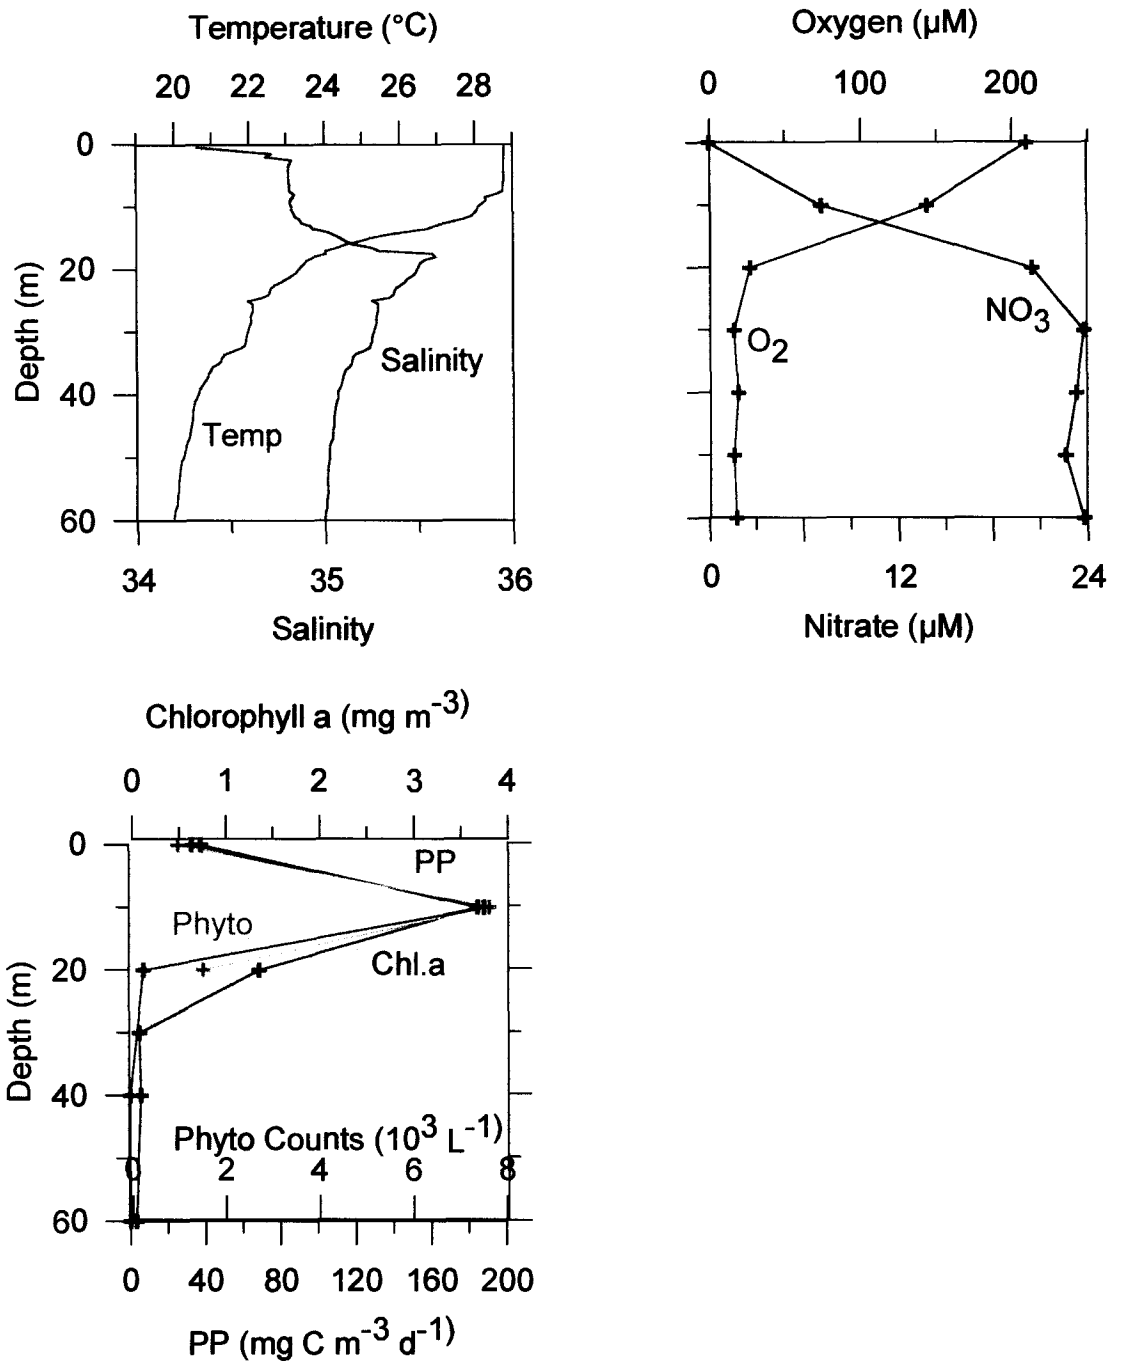 Temperature (°C)
20 22 24 26 28
0
20
40
60
Depth (m)
Salinity
Temp
34 35 36
Salinity
Oxygen (µM)
0 100 200
NO3
O2
0 12 24
Nitrate (µM)
Chlorophyll a (mg m-3)
0 1 2 3 4
0
20
40
60
Depth (m)
PP
Phyto
Chl.a
Phyto Counts (10^3 L-1)
0 2 4 6 8
0 40 80 120 160 200
PP (mg C m-3 d-1)